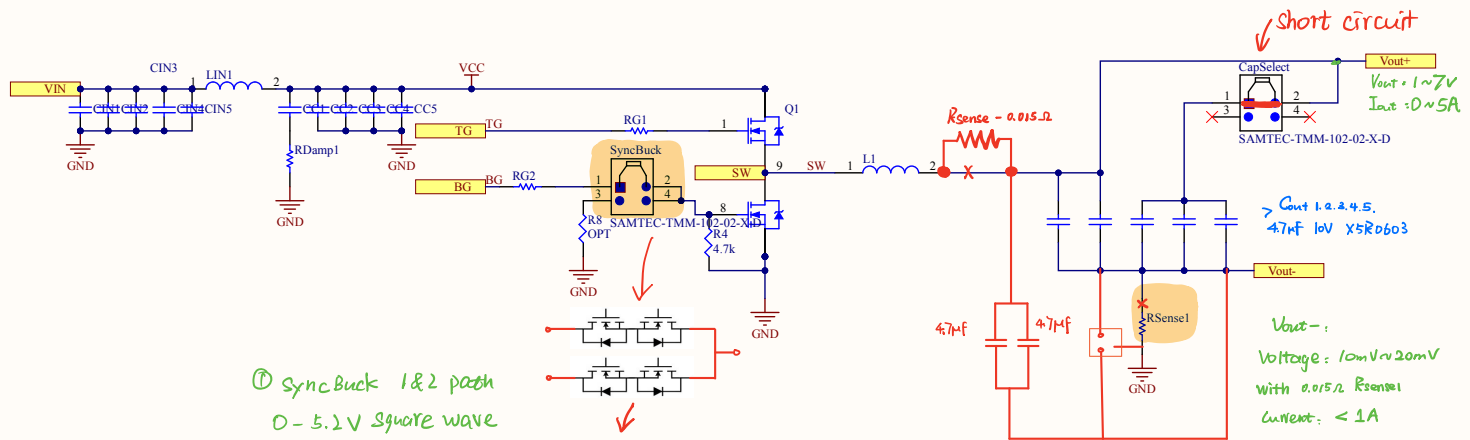 short circuit
VIN
CIN1
CIN2
CIN3
CIN4
CIN5
1
LIN1
2
CC1
CC2
CC3
CC4
CC5
VCC
GND
RDamp1
GND
GND
TG
TG
RG1
1
Q1
BG
BG
RG2
SyncBuck
1
2
3
4
SAMTEC-TMM-102-02-X-D
R8
OPT
GND
SW
9
SW
8
R4
4.7k
GND
1
L1
2
Rsense - 0.015Ω
CapSelect
1
2
3
4
SAMTEC-TMM-102-02-X-D
Vout+
Vout : 1~7V
Iout : 0~5A
> Cout 1.2.3.4.5.
4.7μf 10V X5R0603
Vout-
RSense1
GND
4.7μf
4.7μf
Vout- :
Voltage : 10mV~20mV
with 0.015Ω Rsense1
Current : < 1A
① SyncBuck 1&2 path
0 - 5.2V Square wave